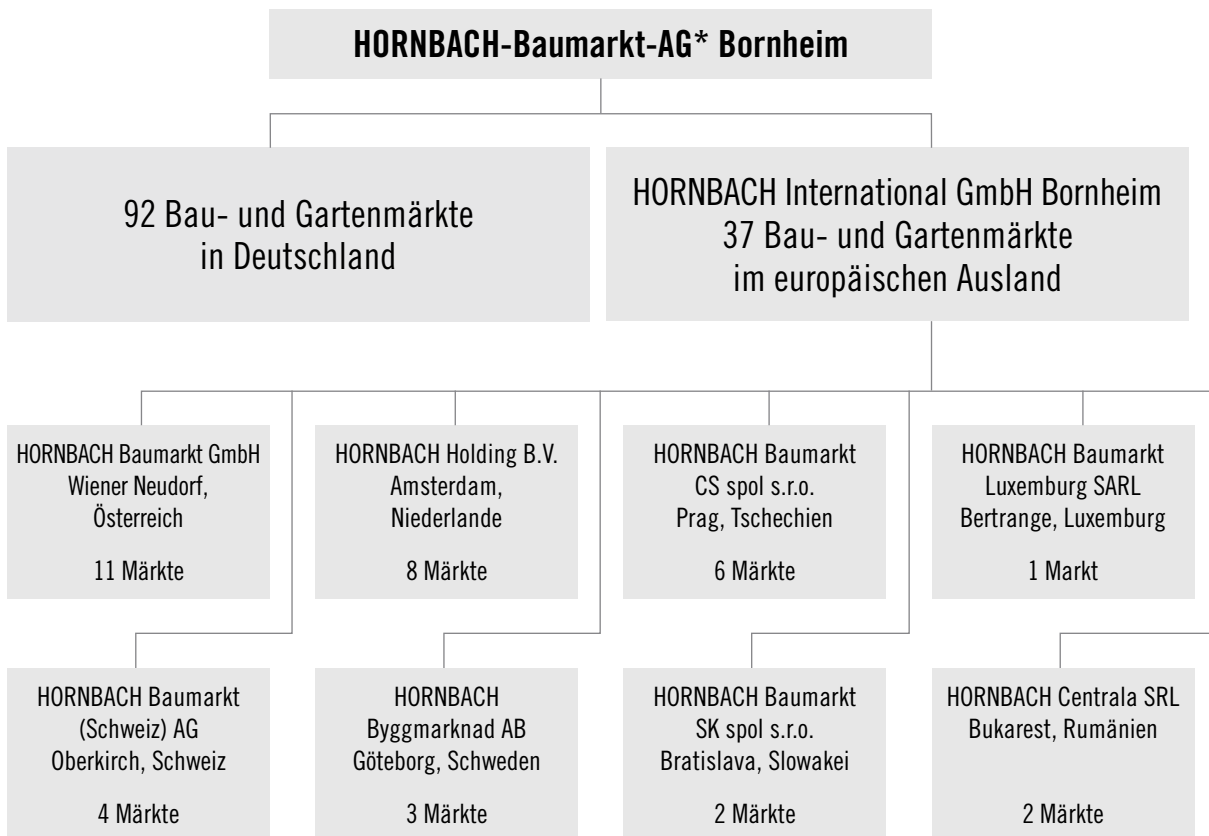 HORNBACH-Baumarkt-AG* Bornheim
92 Bau- und Gartenmärkte
in Deutschland
HORNBACH International GmbH Bornheim
37 Bau- und Gartenmärkte
im europäischen Ausland
HORNBACH Baumarkt GmbH
Wiener Neudorf,
Österreich
11 Märkte
HORNBACH Holding B.V.
Amsterdam,
Niederlande
8 Märkte
HORNBACH Baumarkt
CS spol s.r.o.
Prag, Tschechien
6 Märkte
HORNBACH Baumarkt
Luxemburg SARL
Bertrange, Luxemburg
1 Markt
HORNBACH Baumarkt
(Schweiz) AG
Oberkirch, Schweiz
4 Märkte
HORNBACH
Byggmarknad AB
Göteborg, Schweden
3 Märkte
HORNBACH Baumarkt
SK spol s.r.o.
Bratislava, Slowakei
2 Märkte
HORNBACH Centrala SRL
Bukarest, Rumänien
2 Märkte